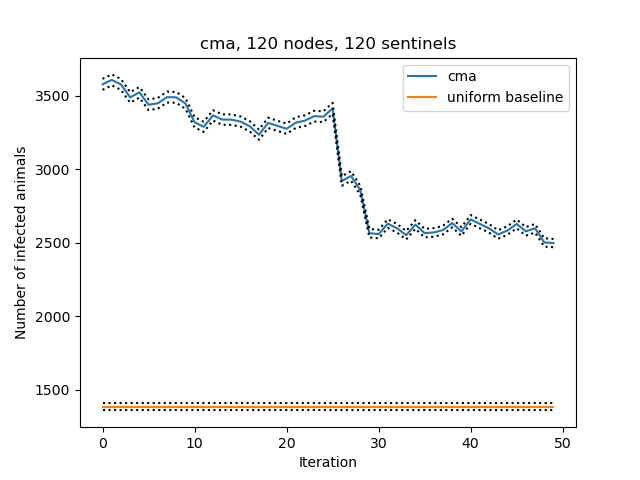 cma, 120 nodes, 120 sentinels
cma
uniform baseline
Number of infected animals
3500
3000
2500
2000
1500
0 10 20 30 40 50
Iteration